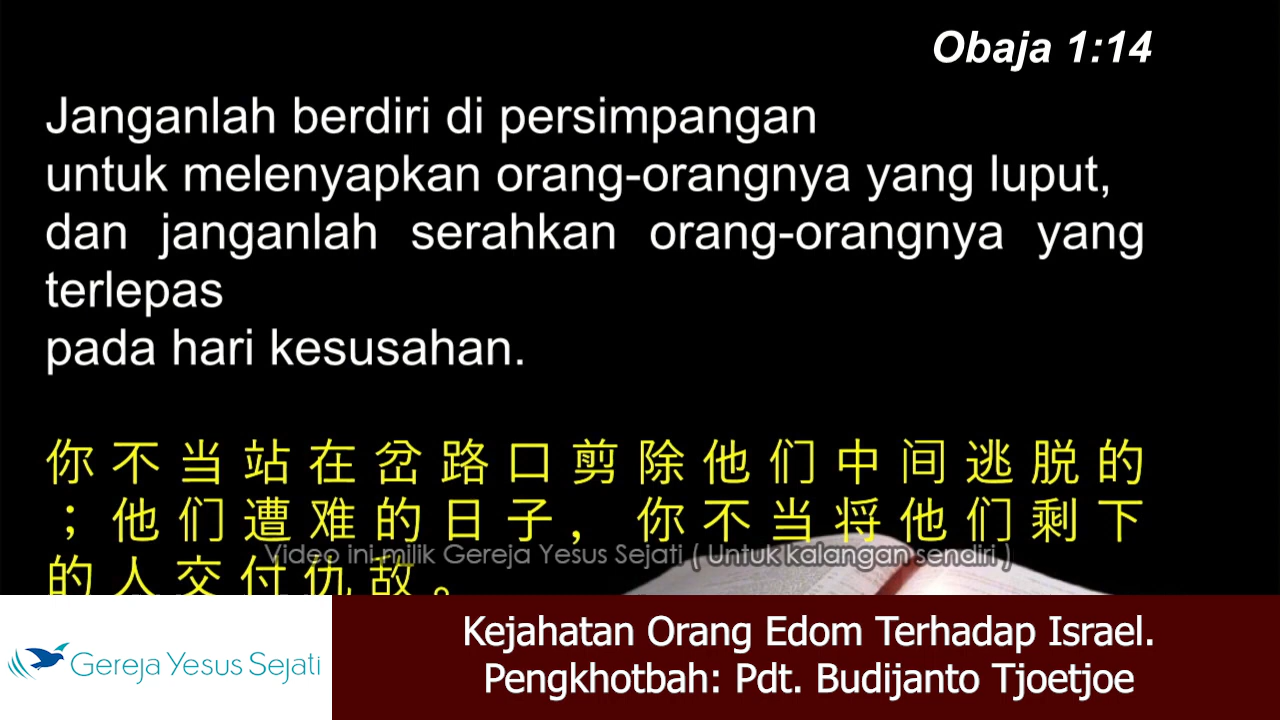 Obaja 1:14
Janganlah berdiri di persimpangan
untuk melenyapkan orang-orangnya yang luput,
dan janganlah serahkan orang-orangnya yang
terlepas
pada hari kesusahan.
你不当站在岔路口剪除他们中间逃脱的
；他们遭难的日子，你不当将他们剩下
的人交付仇敌。
Video ini milik Gereja Yesus Sejati ( Untuk kalangan sendiri )
Gereja Yesus Sejati
Kejahatan Orang Edom Terhadap Israel.
Pengkhotbah: Pdt. Budijanto Tjoetjoe